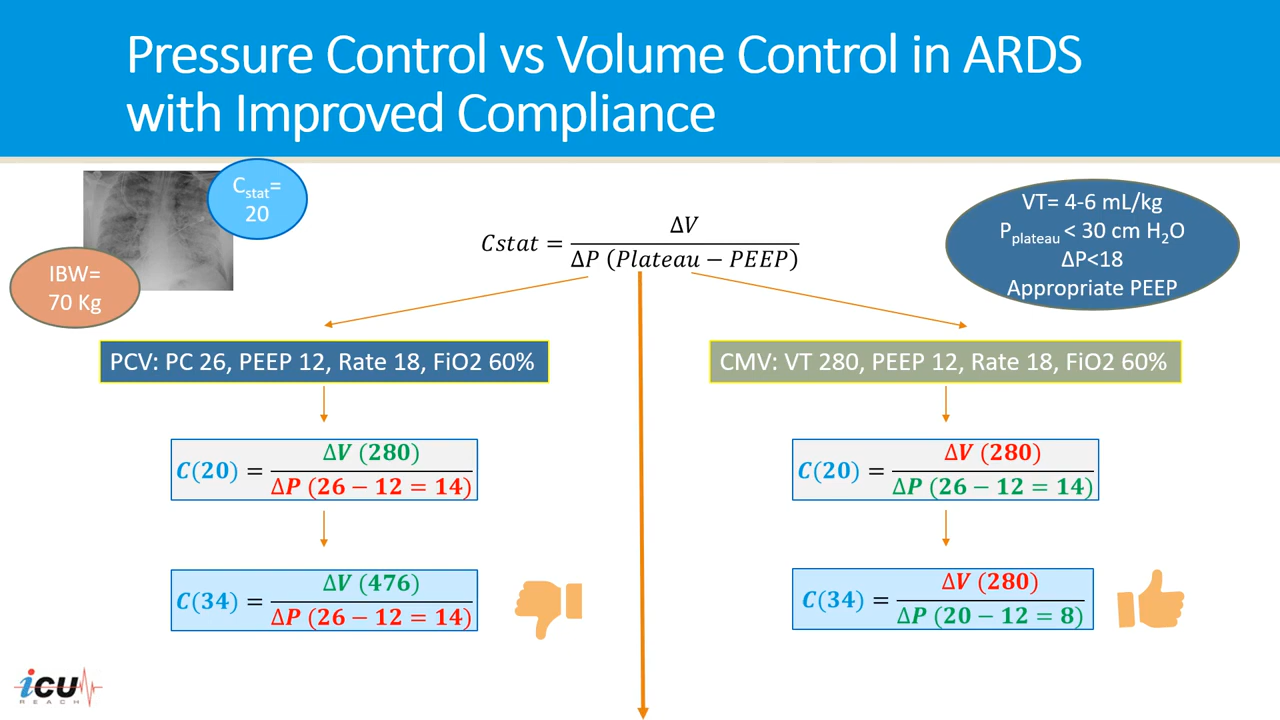 Pressure Control vs Volume Control in ARDS
with Improved Compliance
C_stat=
20
IBW=
70 Kg
Cstat = ΔV / ΔP (Plateau − PEEP)
VT= 4-6 mL/kg
P_plateau < 30 cm H₂O
ΔP<18
Appropriate PEEP
PCV: PC 26, PEEP 12, Rate 18, FiO2 60%
C(20) = ΔV (280) / ΔP (26 − 12 = 14)
C(34) = ΔV (476) / ΔP (26 − 12 = 14)
CMV: VT 280, PEEP 12, Rate 18, FiO2 60%
C(20) = ΔV (280) / ΔP (26 − 12 = 14)
C(34) = ΔV (280) / ΔP (20 − 12 = 8)
iCU
REACH